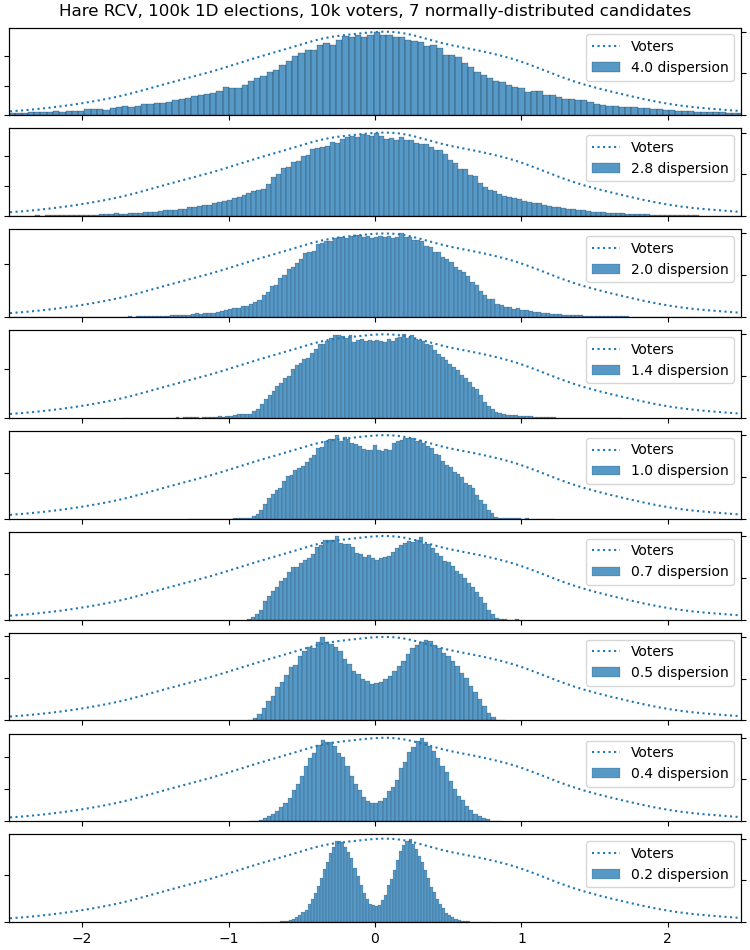 Hare RCV, 100k 1D elections, 10k voters, 7 normally-distributed candidates
Voters
4.0 dispersion
Voters
2.8 dispersion
Voters
2.0 dispersion
Voters
1.4 dispersion
Voters
1.0 dispersion
Voters
0.7 dispersion
Voters
0.5 dispersion
Voters
0.4 dispersion
Voters
0.2 dispersion
−2 −1 0 1 2